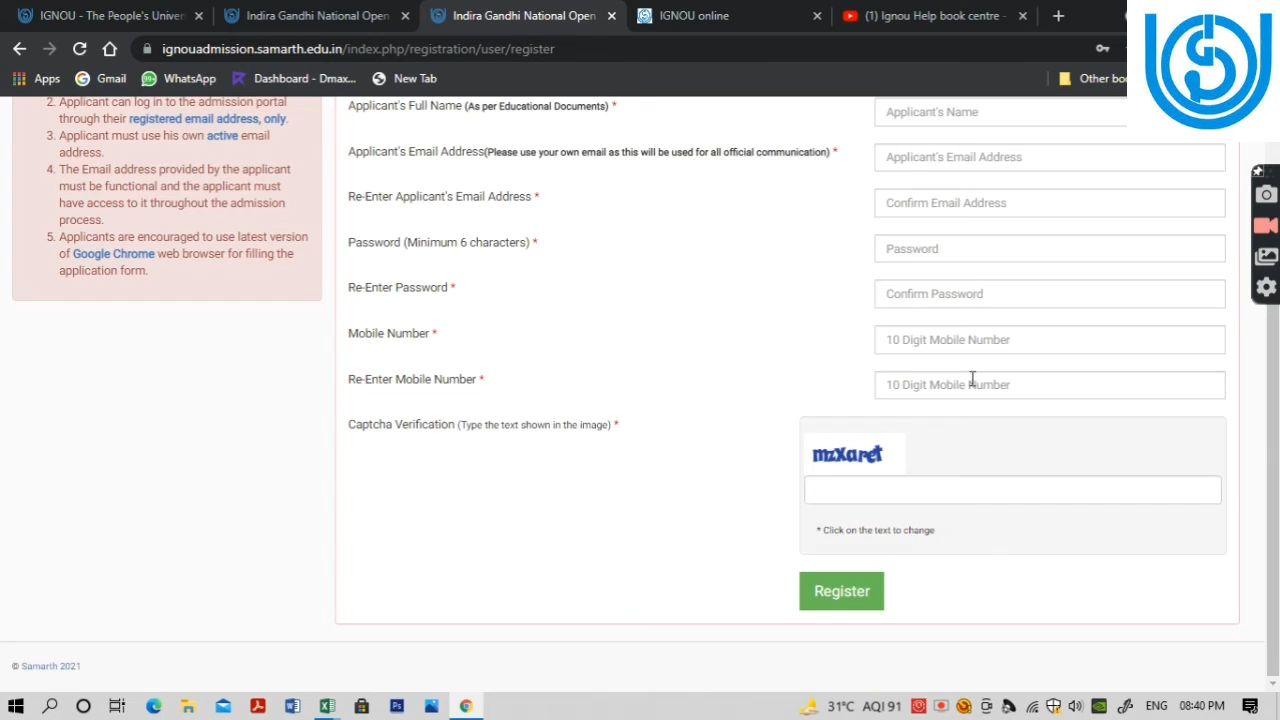 IGNOU - The People's Univer
Indira Gandhi National Open
Indira Gandhi National Open
IGNOU online
(1) Ignou Help book centre -
ignouadmission.samarth.edu.in/index.php/registration/user/register
Apps
Gmail
99+
WhatsApp
Dashboard - Dmax...
New Tab
Other boo
2. Applicant can log in to the admission portal
through their registered email address, only.
3. Applicant must use his own active email
address.
4. The Email address provided by the applicant
must be functional and the applicant must
have access to it throughout the admission
process.
5. Applicants are encouraged to use latest version
of Google Chrome web browser for filling the
application form.
Applicant's Full Name (As per Educational Documents) *
Applicant's Name
Applicant's Email Address(Please use your own email as this will be used for all official communication) *
Applicant's Email Address
Re-Enter Applicant's Email Address *
Confirm Email Address
Password (Minimum 6 characters) *
Password
Re-Enter Password *
Confirm Password
Mobile Number *
10 Digit Mobile Number
Re-Enter Mobile Number *
10 Digit Mobile Number
Captcha Verification (Type the text shown in the image) *
mzxaret
* Click on the text to change
Register
© Samarth 2021
31°C AQI 91
ENG
08:40 PM